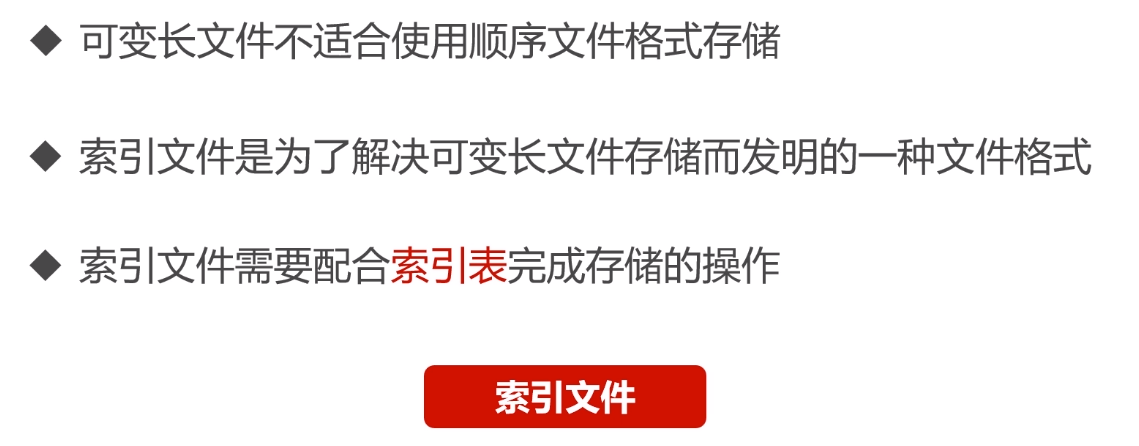 ◆ 可变长文件不适合使用顺序文件格式存储
◆ 索引文件是为了解决可变长文件存储而发明的一种文件格式
◆ 索引文件需要配合索引表完成存储的操作
索引文件